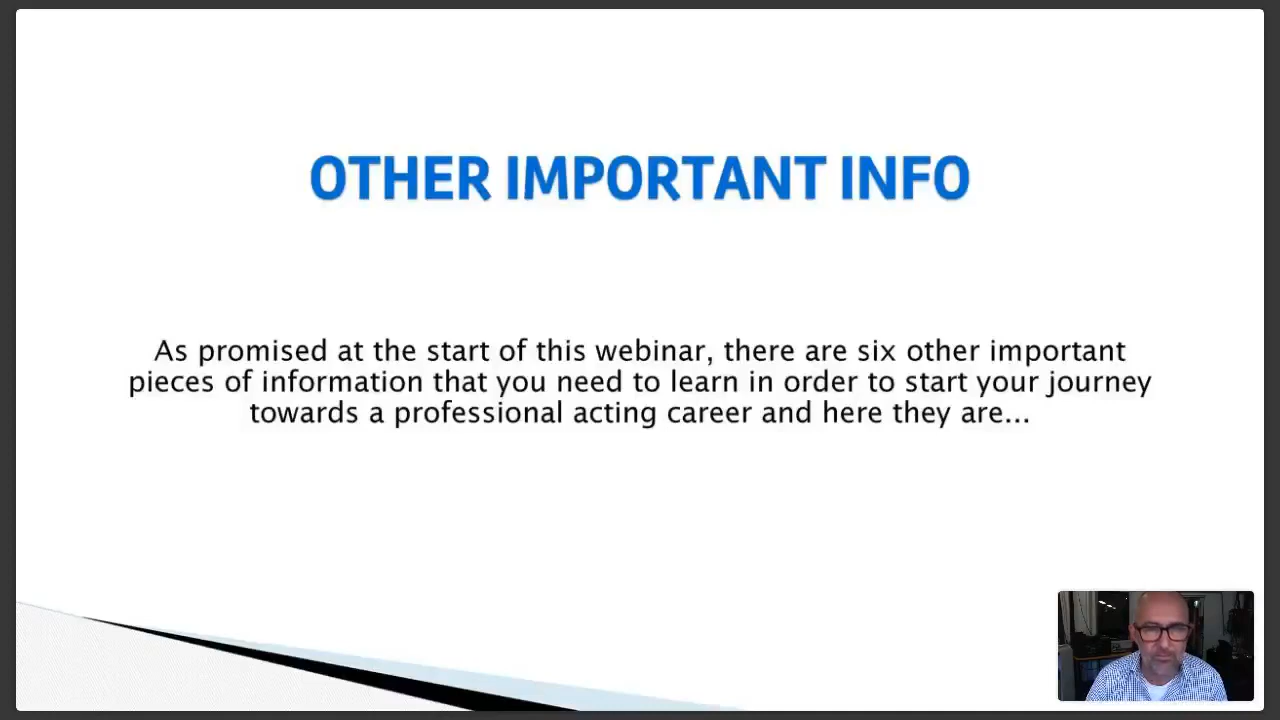 OTHER IMPORTANT INFO
As promised at the start of this webinar, there are six other important
pieces of information that you need to learn in order to start your journey
towards a professional acting career and here they are...